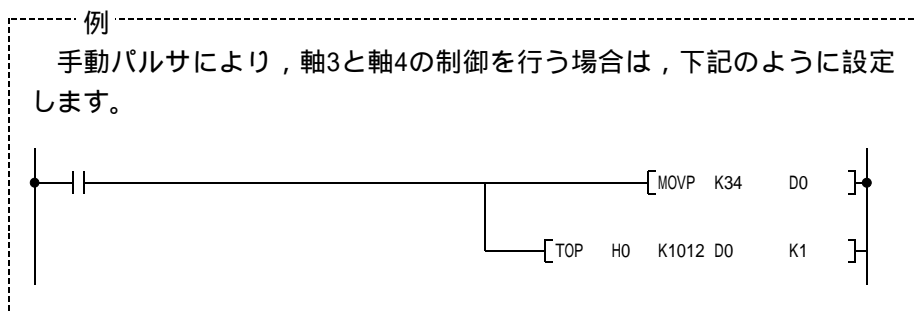 例
手動パルサにより，軸3と軸4の制御を行う場合は，下記のように設定
します。
MOVP K34 D0
TOP H0 K1012 D0 K1